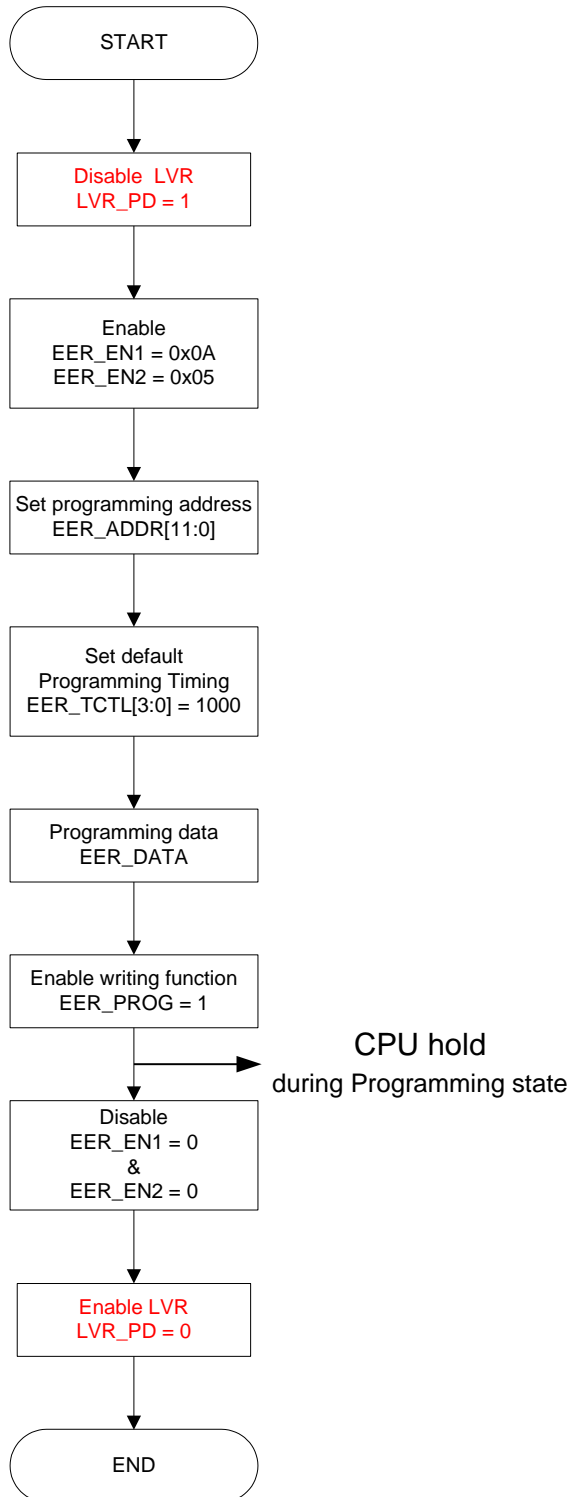 START
Disable LVR
LVR_PD = 1
Enable
EER_EN1 = 0x0A
EER_EN2 = 0x05
Set programming address
EER_ADDR[11:0]
Set default
Programming Timing
EER_TCTL[3:0] = 1000
Programming data
EER_DATA
Enable writing function
EER_PROG = 1
CPU hold
during Programming state
Disable
EER_EN1 = 0
&
EER_EN2 = 0
Enable LVR
LVR_PD = 0
END